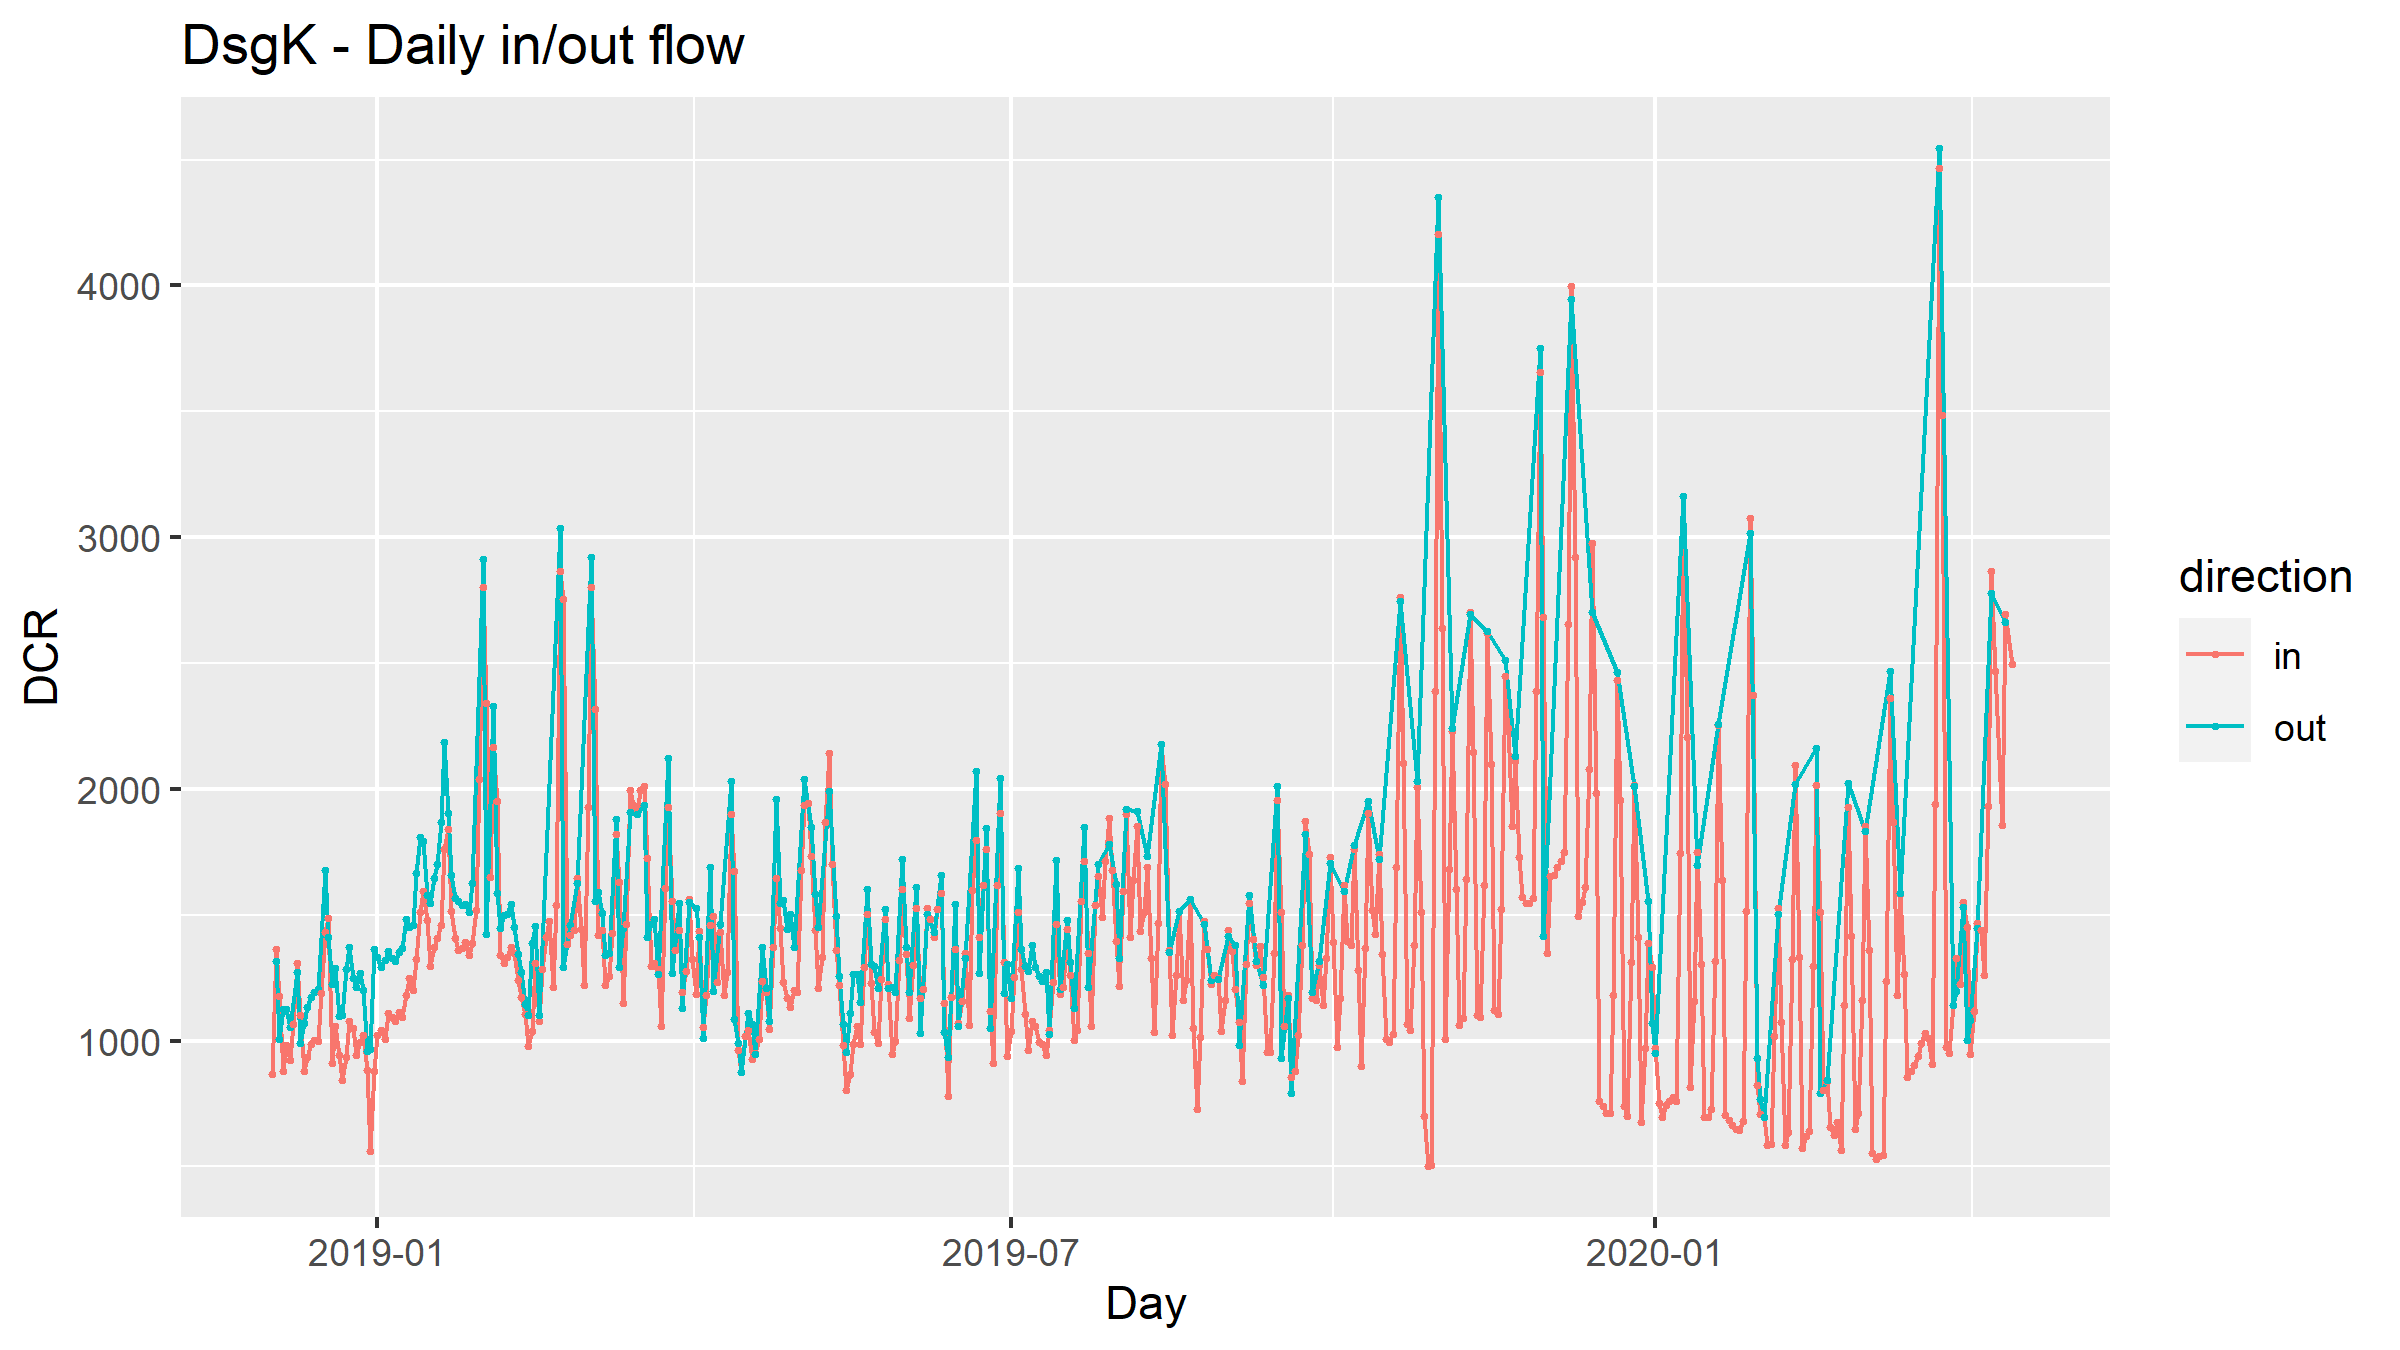 DsgK - Daily in/out flow
DCR
4000
3000
2000
1000
2019-01
2019-07
2020-01
Day
direction
in
out